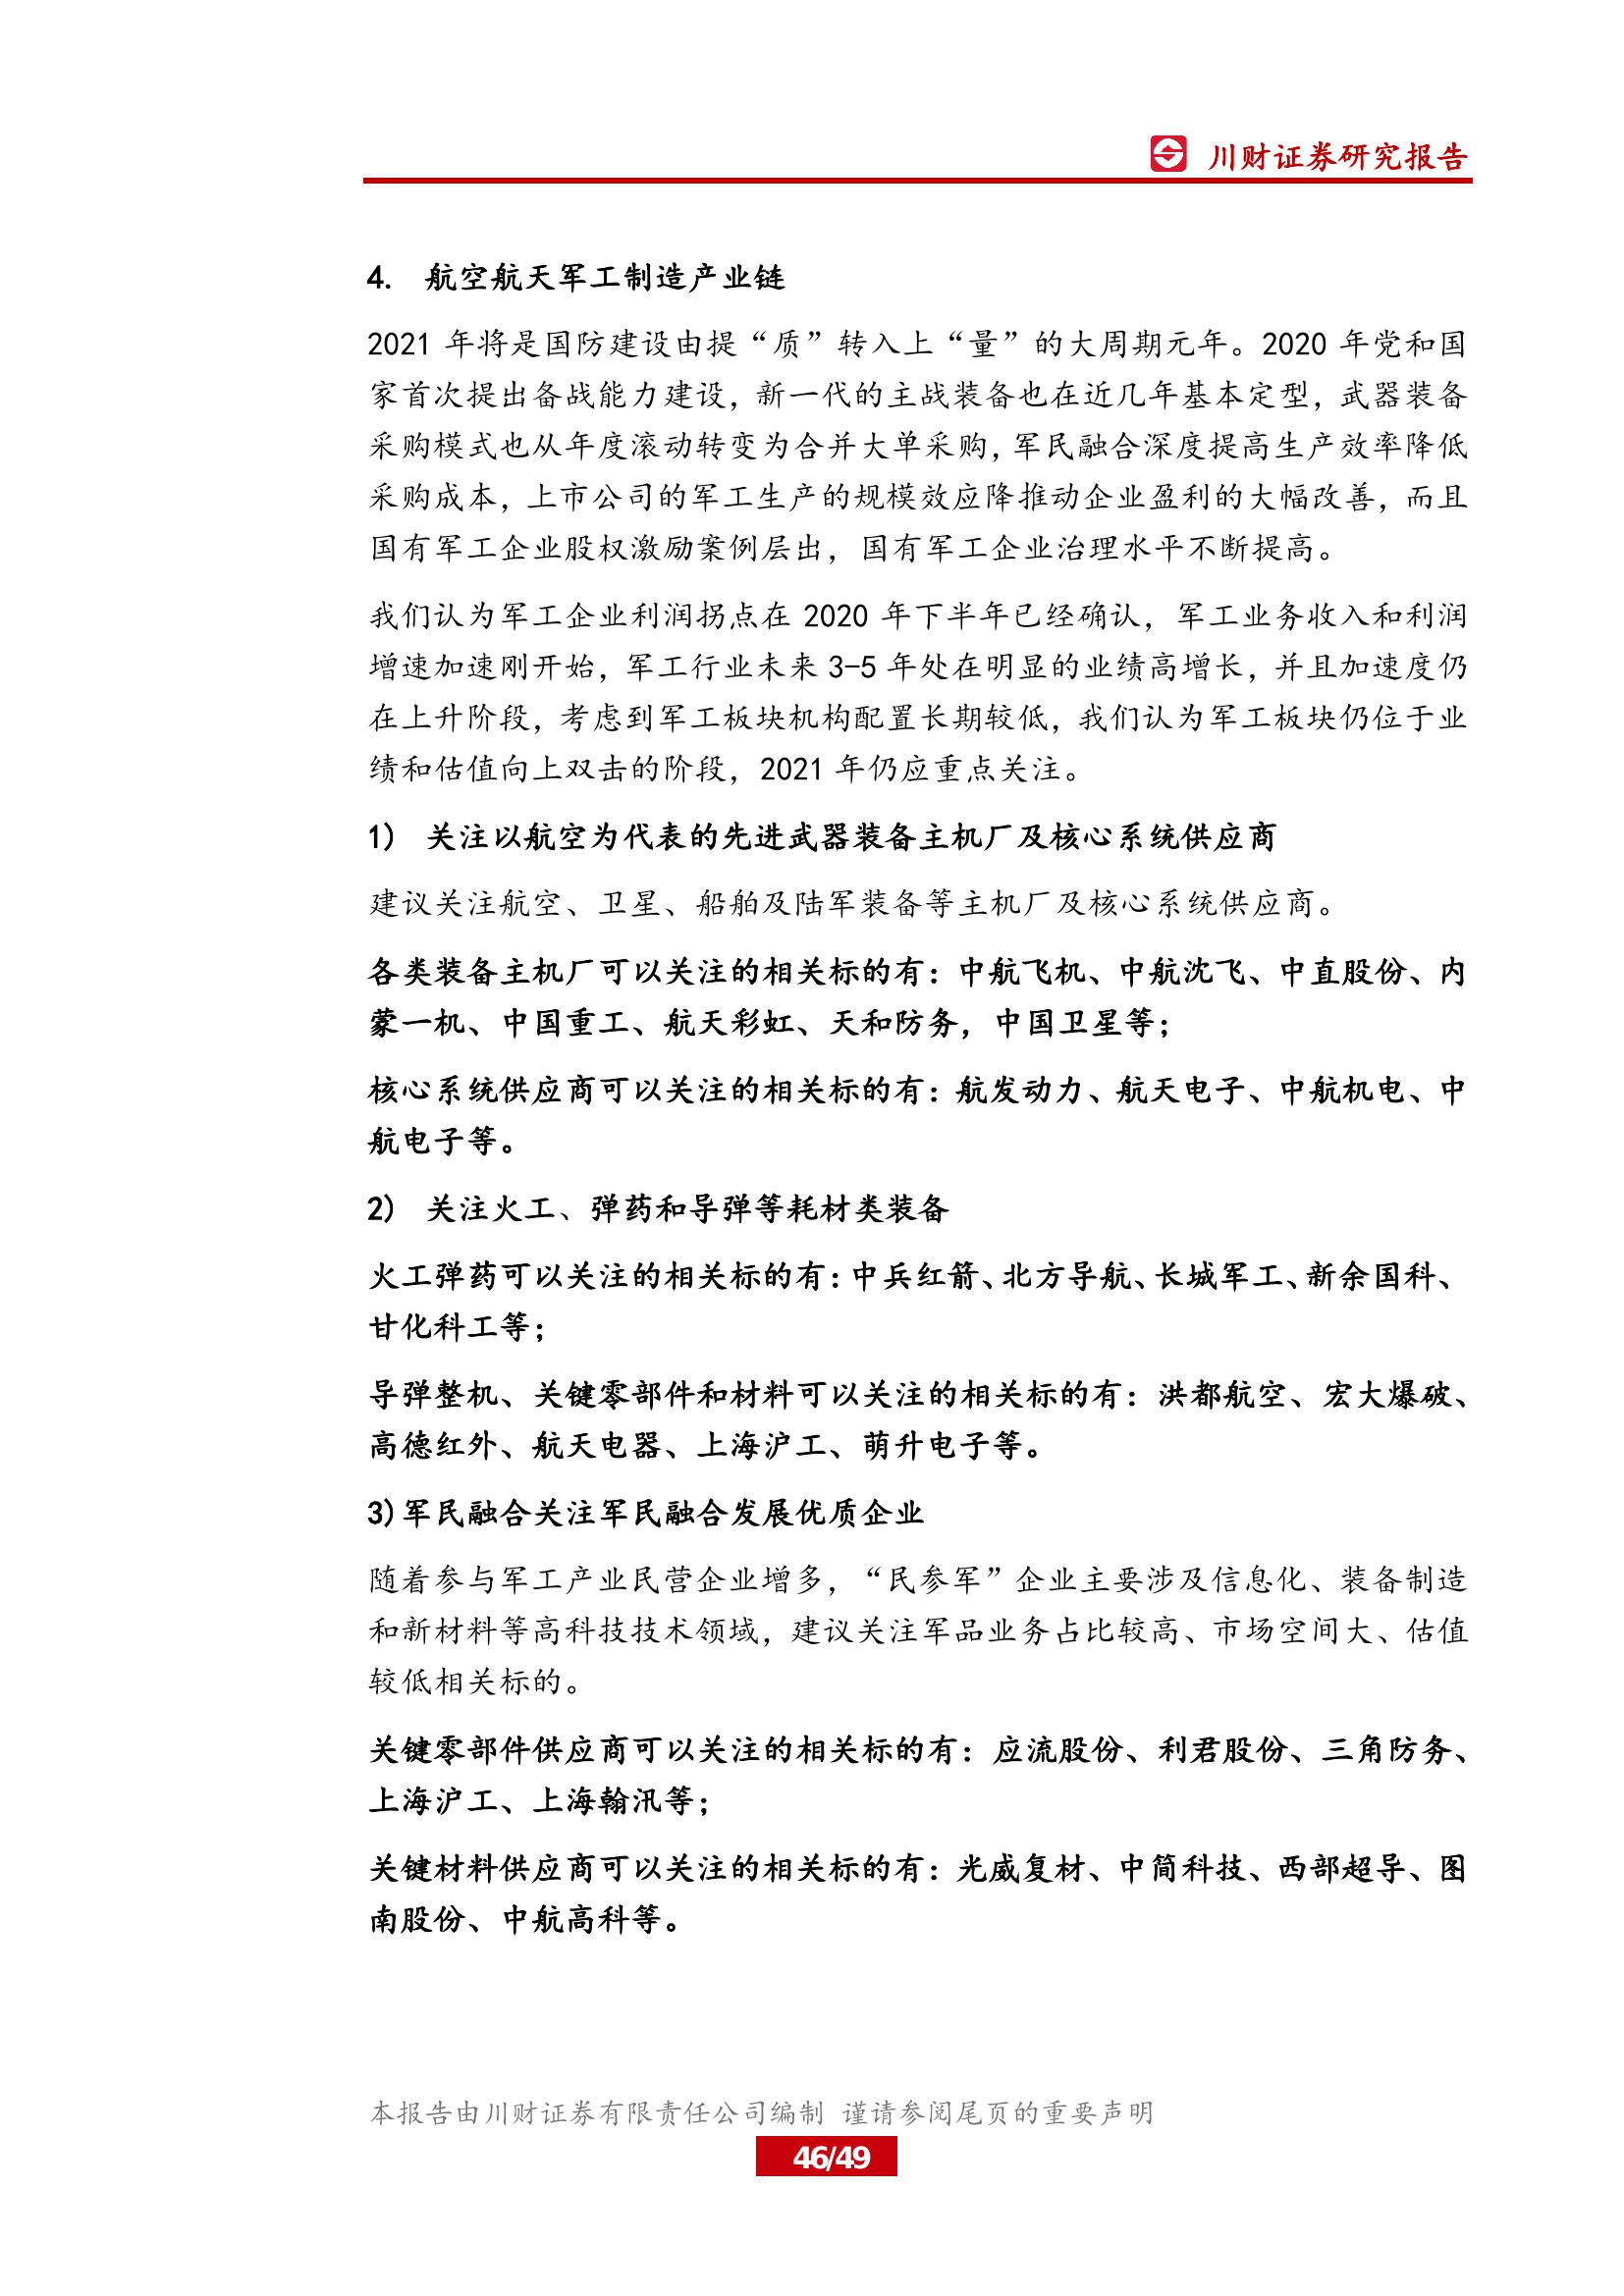 川财证券研究报告
4. 航空航天军工制造产业链
2021 年将是国防建设由提“质”转入上“量”的大周期元年。2020 年党和国
家首次提出备战能力建设，新一代的主战装备也在近几年基本定型，武器装备
采购模式也从年度滚动转变为合并大单采购，军民融合深度提高生产效率降低
采购成本，上市公司的军工生产的规模效应降推动企业盈利的大幅改善，而且
国有军工企业股权激励案例层出，国有军工企业治理水平不断提高。
我们认为军工企业利润拐点在 2020 年下半年已经确认，军工业务收入和利润
增速加速刚开始，军工行业未来 3-5 年处在明显的业绩高增长，并且加速度仍
在上升阶段，考虑到军工板块机构配置长期较低，我们认为军工板块仍位于业
绩和估值向上双击的阶段，2021 年仍应重点关注。
1) 关注以航空为代表的先进武器装备主机厂及核心系统供应商
建议关注航空、卫星、船舶及陆军装备等主机厂及核心系统供应商。
各类装备主机厂可以关注的相关标的有：中航飞机、中航沈飞、中直股份、内
蒙一机、中国重工、航天彩虹、天和防务，中国卫星等；
核心系统供应商可以关注的相关标的有：航发动力、航天电子、中航机电、中
航电子等。
2) 关注火工、弹药和导弹等耗材类装备
火工弹药可以关注的相关标的有：中兵红箭、北方导航、长城军工、新余国科、
甘化科工等；
导弹整机、关键零部件和材料可以关注的相关标的有：洪都航空、宏大爆破、
高德红外、航天电器、上海沪工、萌升电子等。
3)军民融合关注军民融合发展优质企业
随着参与军工产业民营企业增多，“民参军”企业主要涉及信息化、装备制造
和新材料等高科技技术领域，建议关注军品业务占比较高、市场空间大、估值
较低相关标的。
关键零部件供应商可以关注的相关标的有：应流股份、利君股份、三角防务、
上海沪工、上海翰汛等；
关键材料供应商可以关注的相关标的有：光威复材、中简科技、西部超导、图
南股份、中航高科等。
本报告由川财证券有限责任公司编制 谨请参阅尾页的重要声明
46/49